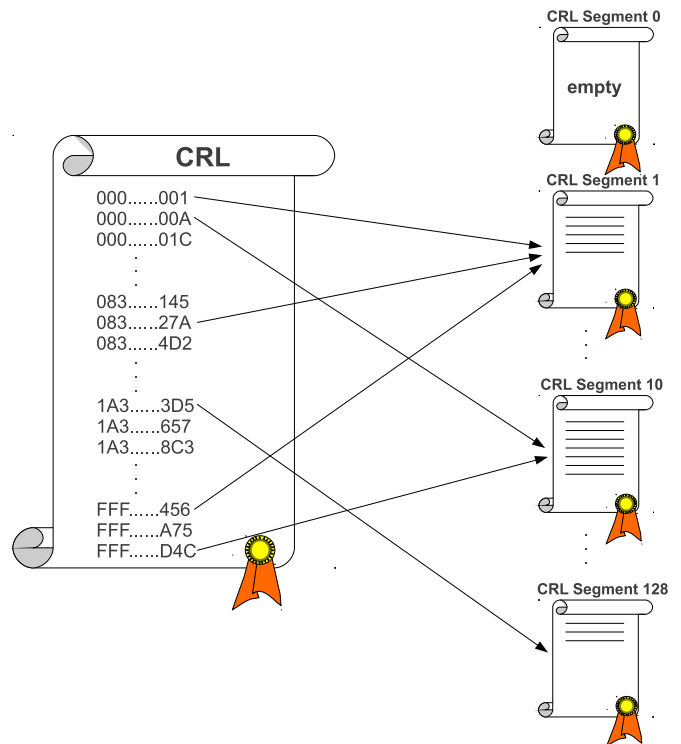 CRL Segment 0
empty
CRL
000......001
000......00A
000......01C
.
.
.
083......145
083......27A
083......4D2
.
.
.
1A3......3D5
1A3......657
1A3......8C3
.
.
.
FFF......456
FFF......A75
FFF......D4C
CRL Segment 1
.
.
.
CRL Segment 10
.
.
.
CRL Segment 128